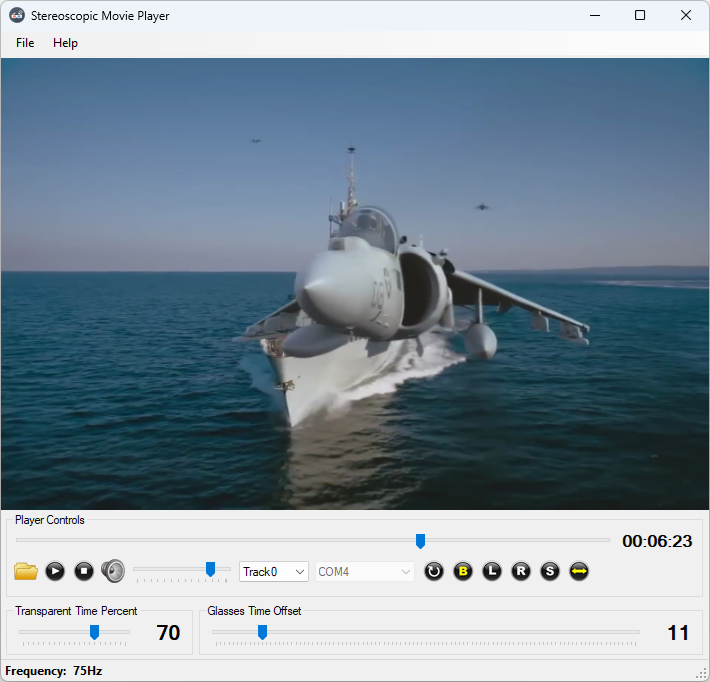 Stereoscopic Movie Player
File Help
Player Controls
00:06:23
Track0 COM4 B L R S
Transparent Time Percent Glasses Time Offset
70 11
Frequency: 75Hz